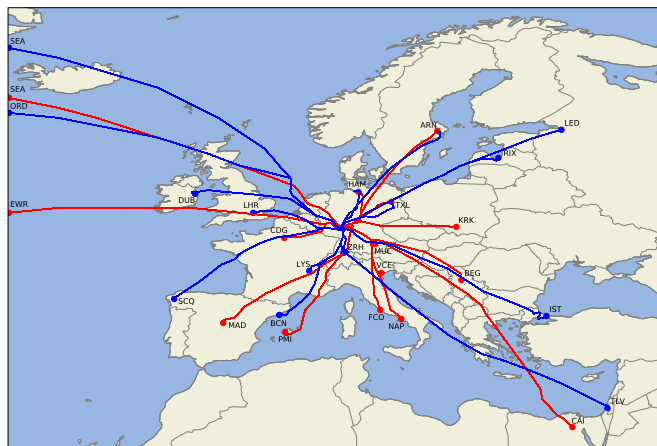 SEA
SEA
ORD
ARN
LED
RIX
HAM
DUB
TXL
EWR
LHR
KRK
CDG
ZRH
MUC
LYS
VCE
BEG
SCQ
IST
BCN
FCO
MAD
NAP
PMI
TLV
CAI